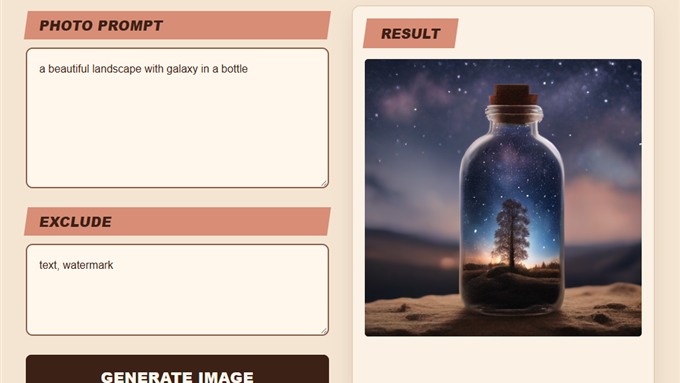 PHOTO PROMPT
a beautiful landscape with galaxy in a bottle
EXCLUDE
text, watermark
GENERATE IMAGE
RESULT